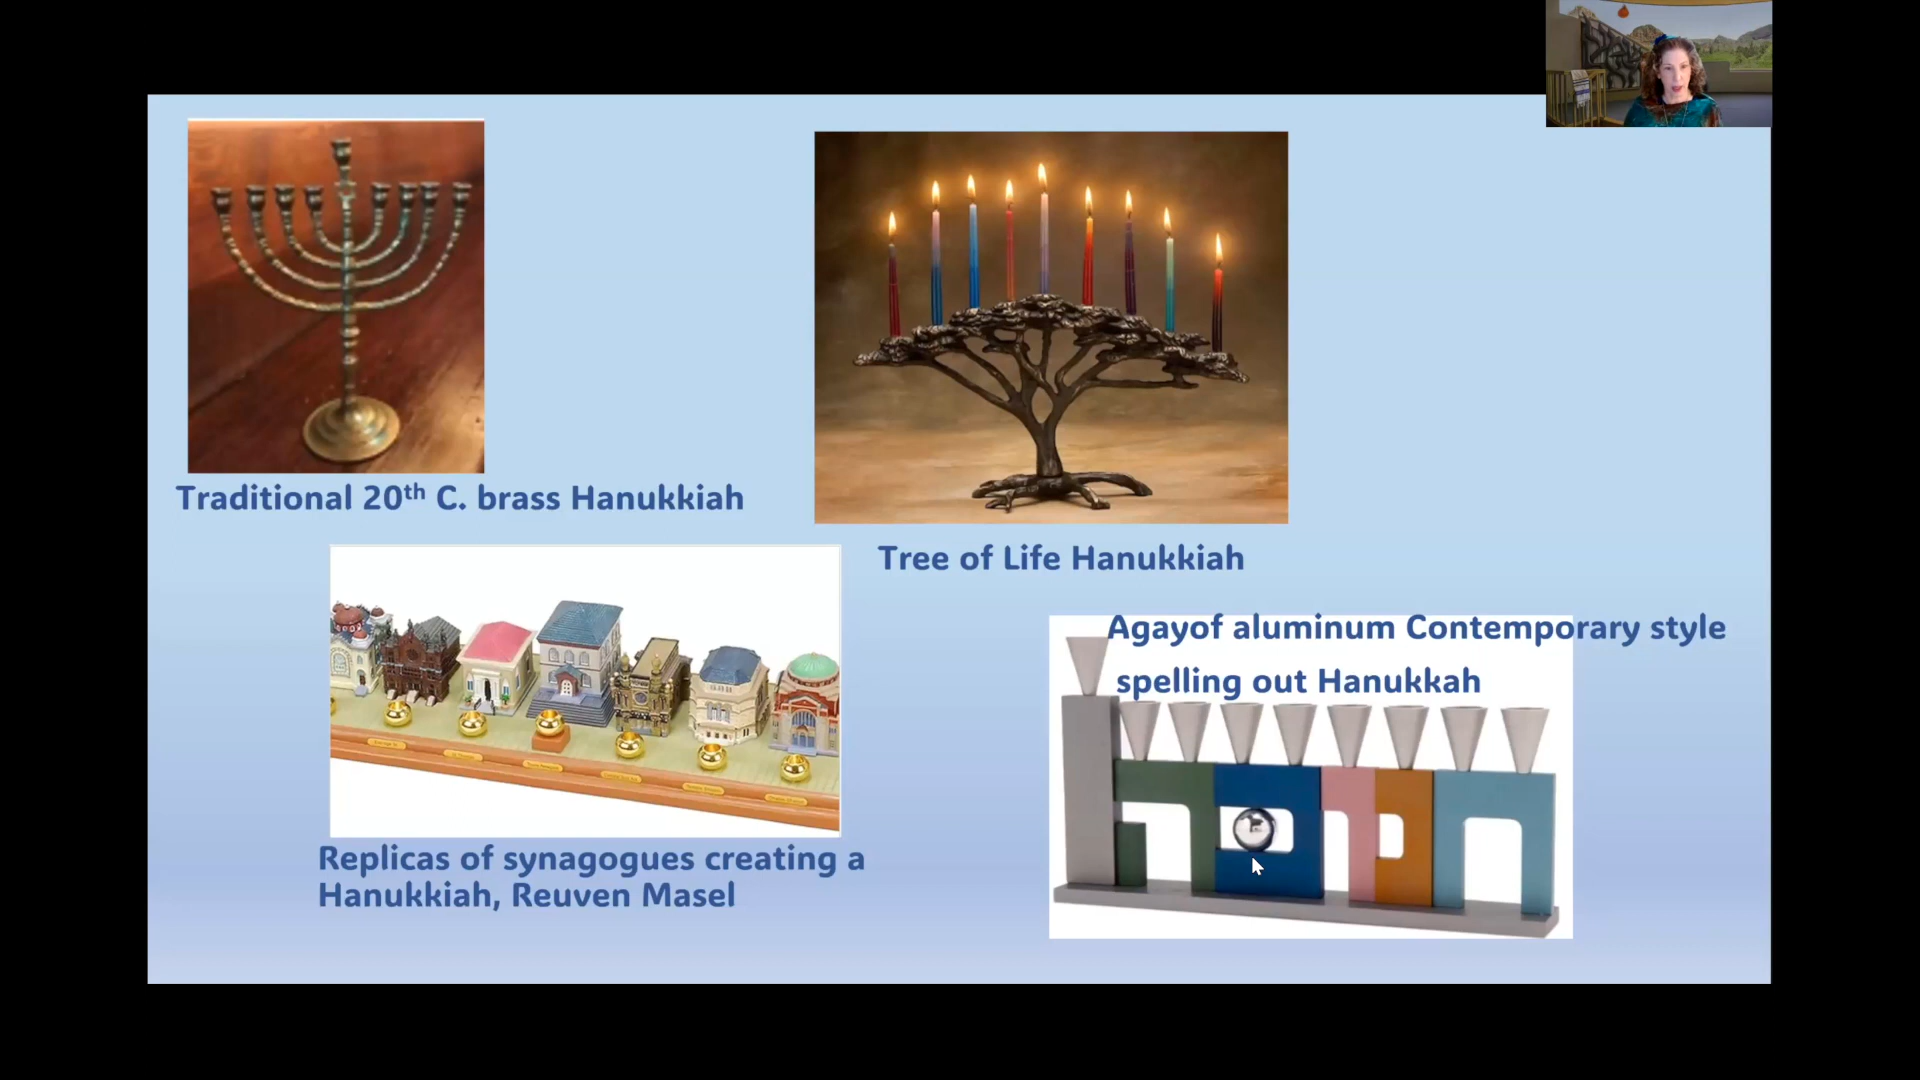 Traditional 20th C. brass Hanukkiah
Tree of Life Hanukkiah
Agayof aluminum Contemporary style
spelling out Hanukkah
חנוכה
Replicas of synagogues creating a
Hanukkiah, Reuven Masel